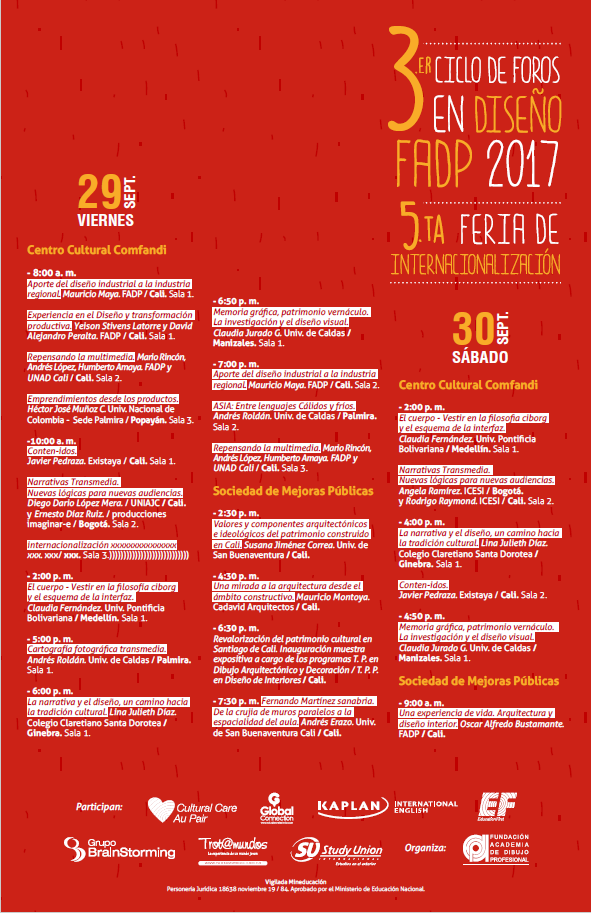 3.ER CICLO DE FOROS
EN DISEÑO
FADP 2017
5.TA FERIA DE
INTERNACIONALIZACIÓN
29 SEPT.
VIERNES
Centro Cultural Comfandi
- 8:00 a. m.
Aporte del diseño industrial a la industria
regional. Mauricio Maya. FADP / Cali. Sala 1.
Experiencia en el Diseño y transformación
productiva. Yeison Stivens Latorre y David
Alejandro Peralta. FADP / Cali. Sala 1.
Repensando la multimedia. Mario Rincón,
Andrés López, Humberto Amaya. FADP y
UNAD Cali / Cali. Sala 2.
Emprendimientos desde los productos.
Héctor José Muñoz C. Univ. Nacional de
Colombia - Sede Palmira / Popayán. Sala 3.
-10:00 a. m.
Conten-idos.
Javier Pedraza. Existaya / Cali. Sala 1.
Narrativas Transmedia.
Nuevas lógicas para nuevas audiencias.
Diego Darío López Mera. / UNIAJC / Cali.
y Ernesto Díaz Ruiz. / producciones
imaginar-e / Bogotá. Sala 2.
Internacionalización xxxxxxxxxxxxxxx
xxx. xxx/ xxx. Sala 3.))))))))))))))))))))))))))))
- 2:00 p. m.
El cuerpo - Vestir en la filosofía ciborg
y el esquema de la interfaz.
Claudia Fernández. Univ. Pontificia
Bolivariana / Medellín. Sala 1.
- 5:00 p. m.
Cartografía fotográfica transmedia.
Andrés Roldán. Univ. de Caldas / Palmira.
Sala 1.
- 6:00 p. m.
La narrativa y el diseño, un camino hacia
la tradición cultural. Lina Julieth Díaz.
Colegio Claretiano Santa Dorotea /
Ginebra. Sala 1.
- 6:50 p. m.
Memoria gráfica, patrimonio vernáculo.
La investigación y el diseño visual.
Claudia Jurado G. Univ. de Caldas /
Manizales. Sala 1.
- 7:00 p. m.
Aporte del diseño industrial a la industria
regional. Mauricio Maya. FADP / Cali. Sala 2.
ASIA: Entre lenguajes Cálidos y fríos.
Andrés Roldán. Univ. de Caldas / Palmira.
Sala 2.
Repensando la multimedia. Mario Rincón,
Andrés López, Humberto Amaya. FADP y
UNAD Cali / Cali. Sala 3.
Sociedad de Mejoras Públicas
- 2:30 p. m.
Valores y componentes arquitectónicos
e ideológicos del patrimonio construido
en Cali. Susana Jiménez Correa. Univ. de
San Buenaventura / Cali.
- 4:30 p. m.
Una mirada a la arquitectura desde el
ámbito constructivo. Mauricio Montoya.
Cadavid Arquitectos / Cali.
- 6:30 p. m.
Revalorización del patrimonio cultural en
Santiago de Cali. Inauguración muestra
expositiva a cargo de los programas T. P. en
Dibujo Arquitectónico y Decoración / T. P. P.
en Diseño de Interiores / Cali.
- 7:30 p. m. Fernando Martínez sanabria.
De la crujía de muros paralelos a la
espacialidad del aula. Andrés Erazo. Univ.
de San Buenaventura Cali / Cali.
30 SEPT.
SÁBADO
Centro Cultural Comfandi
- 2:00 p. m.
El cuerpo - Vestir en la filosofía ciborg
y el esquema de la interfaz.
Claudia Fernández. Univ. Pontificia
Bolivariana / Medellín. Sala 1.
Narrativas Transmedia.
Nuevas lógicas para nuevas audiencias.
Angela Ramírez. ICESI / Bogotá.
y Rodrigo Raymond. ICESI / Cali. Sala 2.
- 4:00 p. m.
La narrativa y el diseño, un camino hacia
la tradición cultural. Lina Julieth Díaz.
Colegio Claretiano Santa Dorotea /
Ginebra. Sala 1.
Conten-idos.
Javier Pedraza. Existaya / Cali. Sala 2.
- 4:50 p. m.
Memoria gráfica, patrimonio vernáculo.
La investigación y el diseño visual.
Claudia Jurado G. Univ. de Caldas /
Manizales. Sala 1.
Sociedad de Mejoras Públicas
- 9:00 a. m.
Una experiencia de vida. Arquitectura y
diseño interior. Oscar Alfredo Bustamante.
FADP / Cali.
Participan:
Cultural Care
Au Pair
G
Global
Connection
KAPLAN INTERNATIONAL
ENGLISH
EF
Education First
Grupo
BrainStorming
Trot@mundos
SU Study Union
INTERNATIONAL
Estudios en el exterior
Organiza:
FUNDACIÓN
ACADEMIA
DE DIBUJO
PROFESIONAL
Vigilada Mineducación
Personería Jurídica 18638 noviembre 19 / 84. Aprobado por el Ministerio de Educación Nacional.